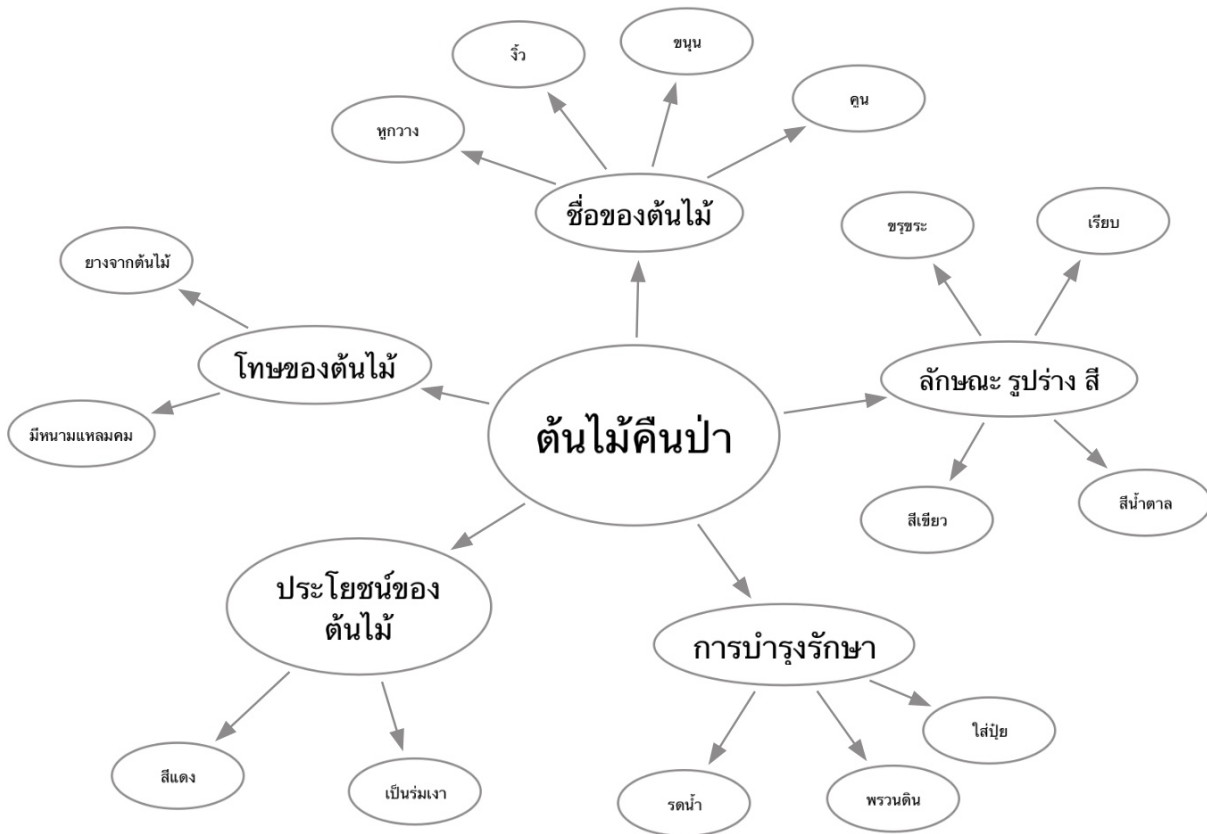 งิ้ว
ขนุน
คูน
หูกวาง
ชื่อของต้นไม้
ขรุขระ
เรียบ
ยางจากต้นไม้
โทษของต้นไม้
ลักษณะ รูปร่าง สี
มีหนามแหลมคม
ต้นไม้คืนป่า
สีเขียว
สีน้ำตาล
ประโยชน์ของ
ต้นไม้
การบำรุงรักษา
ใส่ปุ๋ย
สีแดง
เป็นร่มเงา
รดน้ำ
พรวนดิน